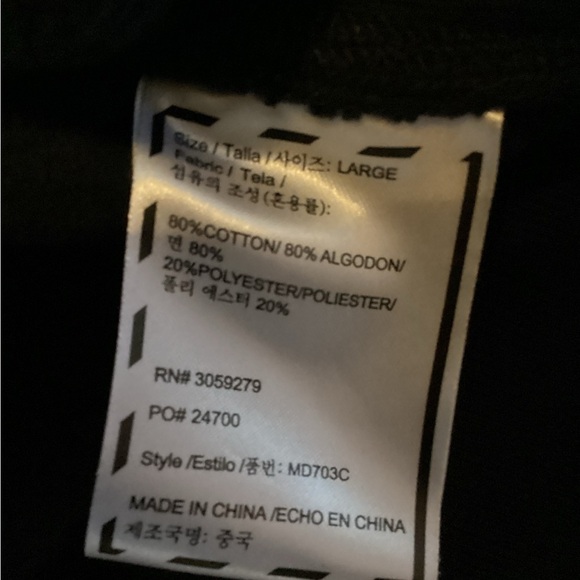 Size / Talla / 사이즈: LARGE
Fabric / Tela /
섬유의 조성(혼용률):
80%COTTON/ 80% ALGODON/
면 80%
20%POLYESTER/POLIESTER/
폴리 에스터 20%
RN# 3059279
PO# 24700
Style /Estilo /품번: MD703C
MADE IN CHINA /ECHO EN CHINA
제조국명: 중국